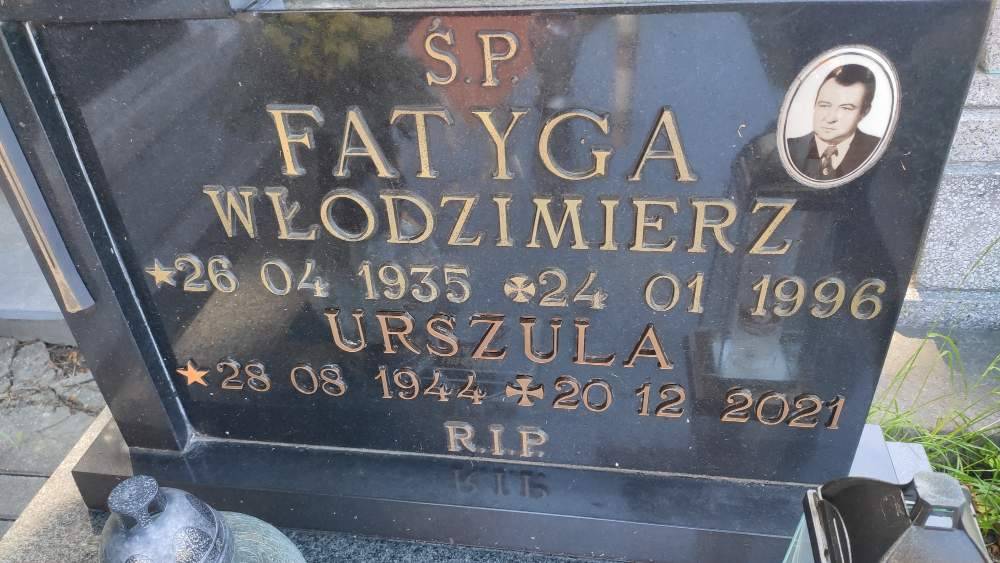 Ś.P.
FATYGA
WŁODZIMIERZ
26 04 1935 24 01 1996
URSZULA
28 08 1944 20 12 2021
R.I.P.